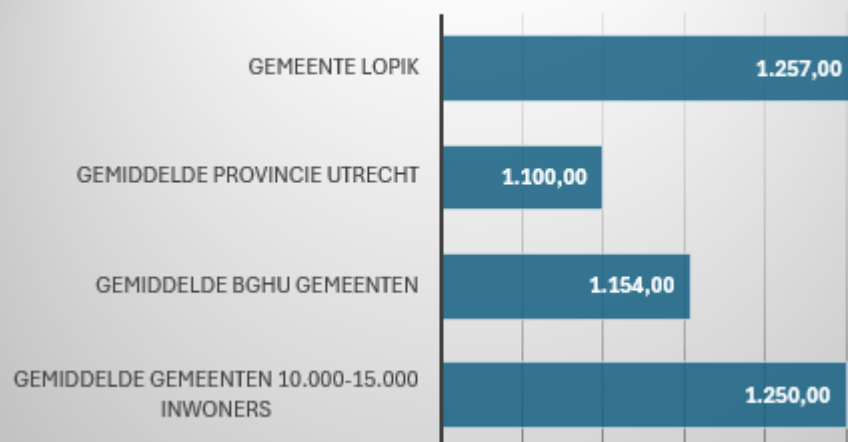 GEMEENTE LOPIK
1.257,00
GEMIDDELDE PROVINCIE UTRECHT
1.100,00
GEMIDDELDE BGHU GEMEENTEN
1.154,00
GEMIDDELDE GEMEENTEN 10.000-15.000
INWONERS
1.250,00